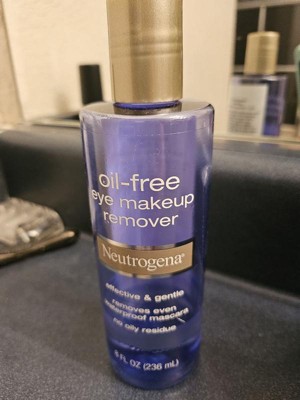 oil-free
eye makeup
remover
Neutrogena®
effective & gentle
removes even
waterproof mascara
no oily residue
8 FL OZ (236 mL)